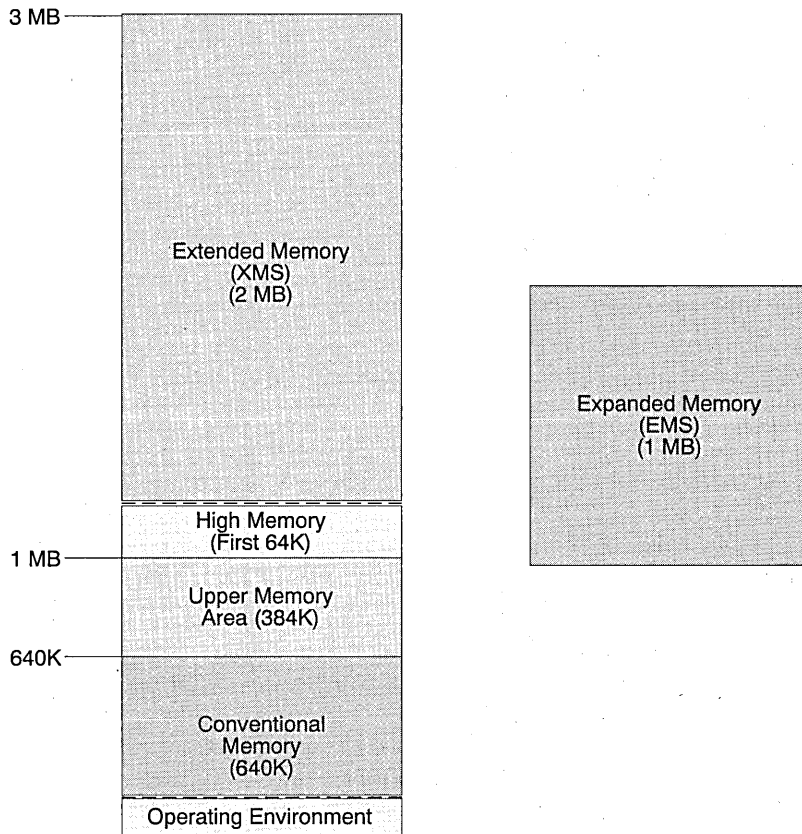 3 MB
Extended Memory
(XMS)
(2 MB)
Expanded Memory
(EMS)
(1 MB)
High Memory
(First 64K)
1 MB
Upper Memory
Area (384K)
640K
Conventional
Memory
(640K)
Operating Environment